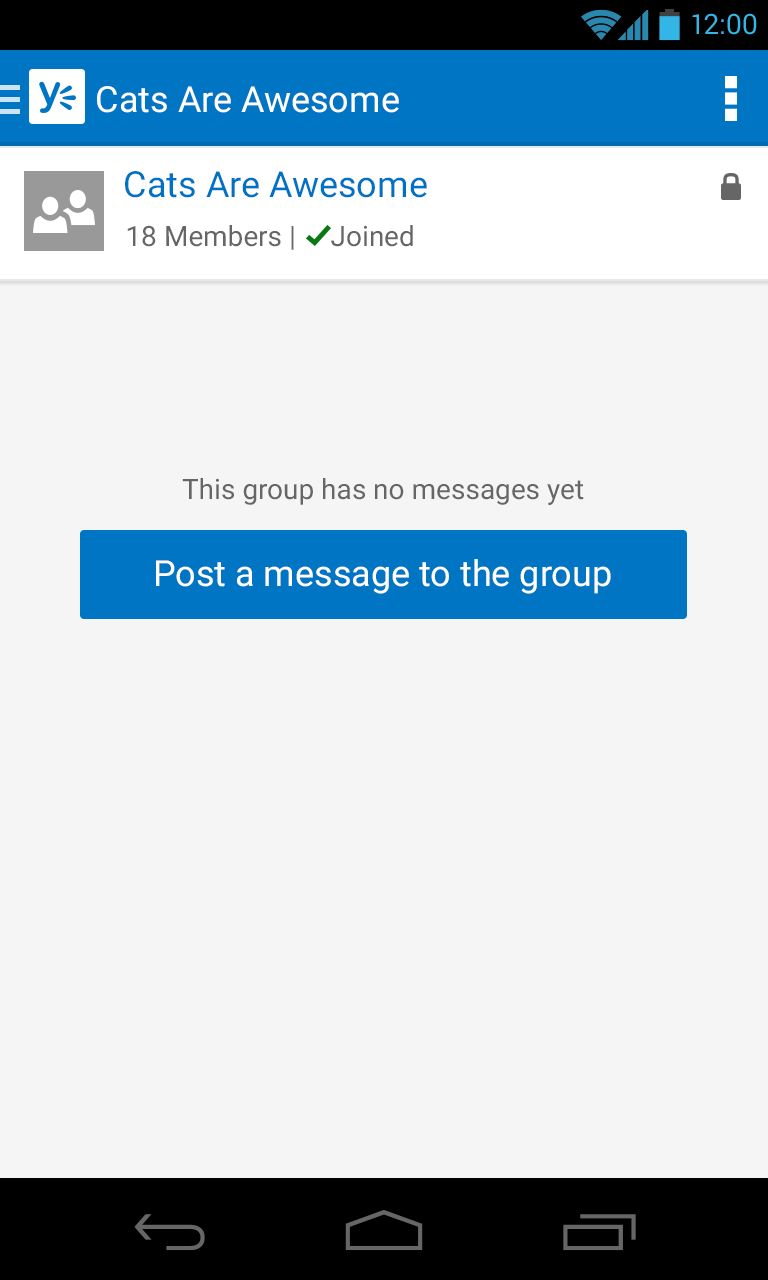 12:00
Cats Are Awesome
Cats Are Awesome
18 Members | Joined
This group has no messages yet
Post a message to the group